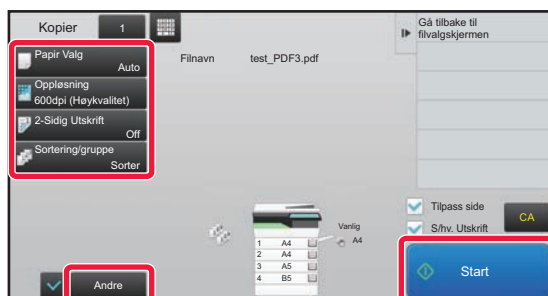 Kopier 1
Gå tilbake til
filvalgskjermen
Papir Valg
Auto
Filnavn test_PDF3.pdf
Oppløsning
600dpi (Høykvalitet)
2-Sidig Utskrift
Off
Sortering/gruppe
Sorter
Tilpass side
S/hv. Utskrift
CA
Vanlig
A4
1 A4
2 A4
3 A5
4 B5
Andre
Start